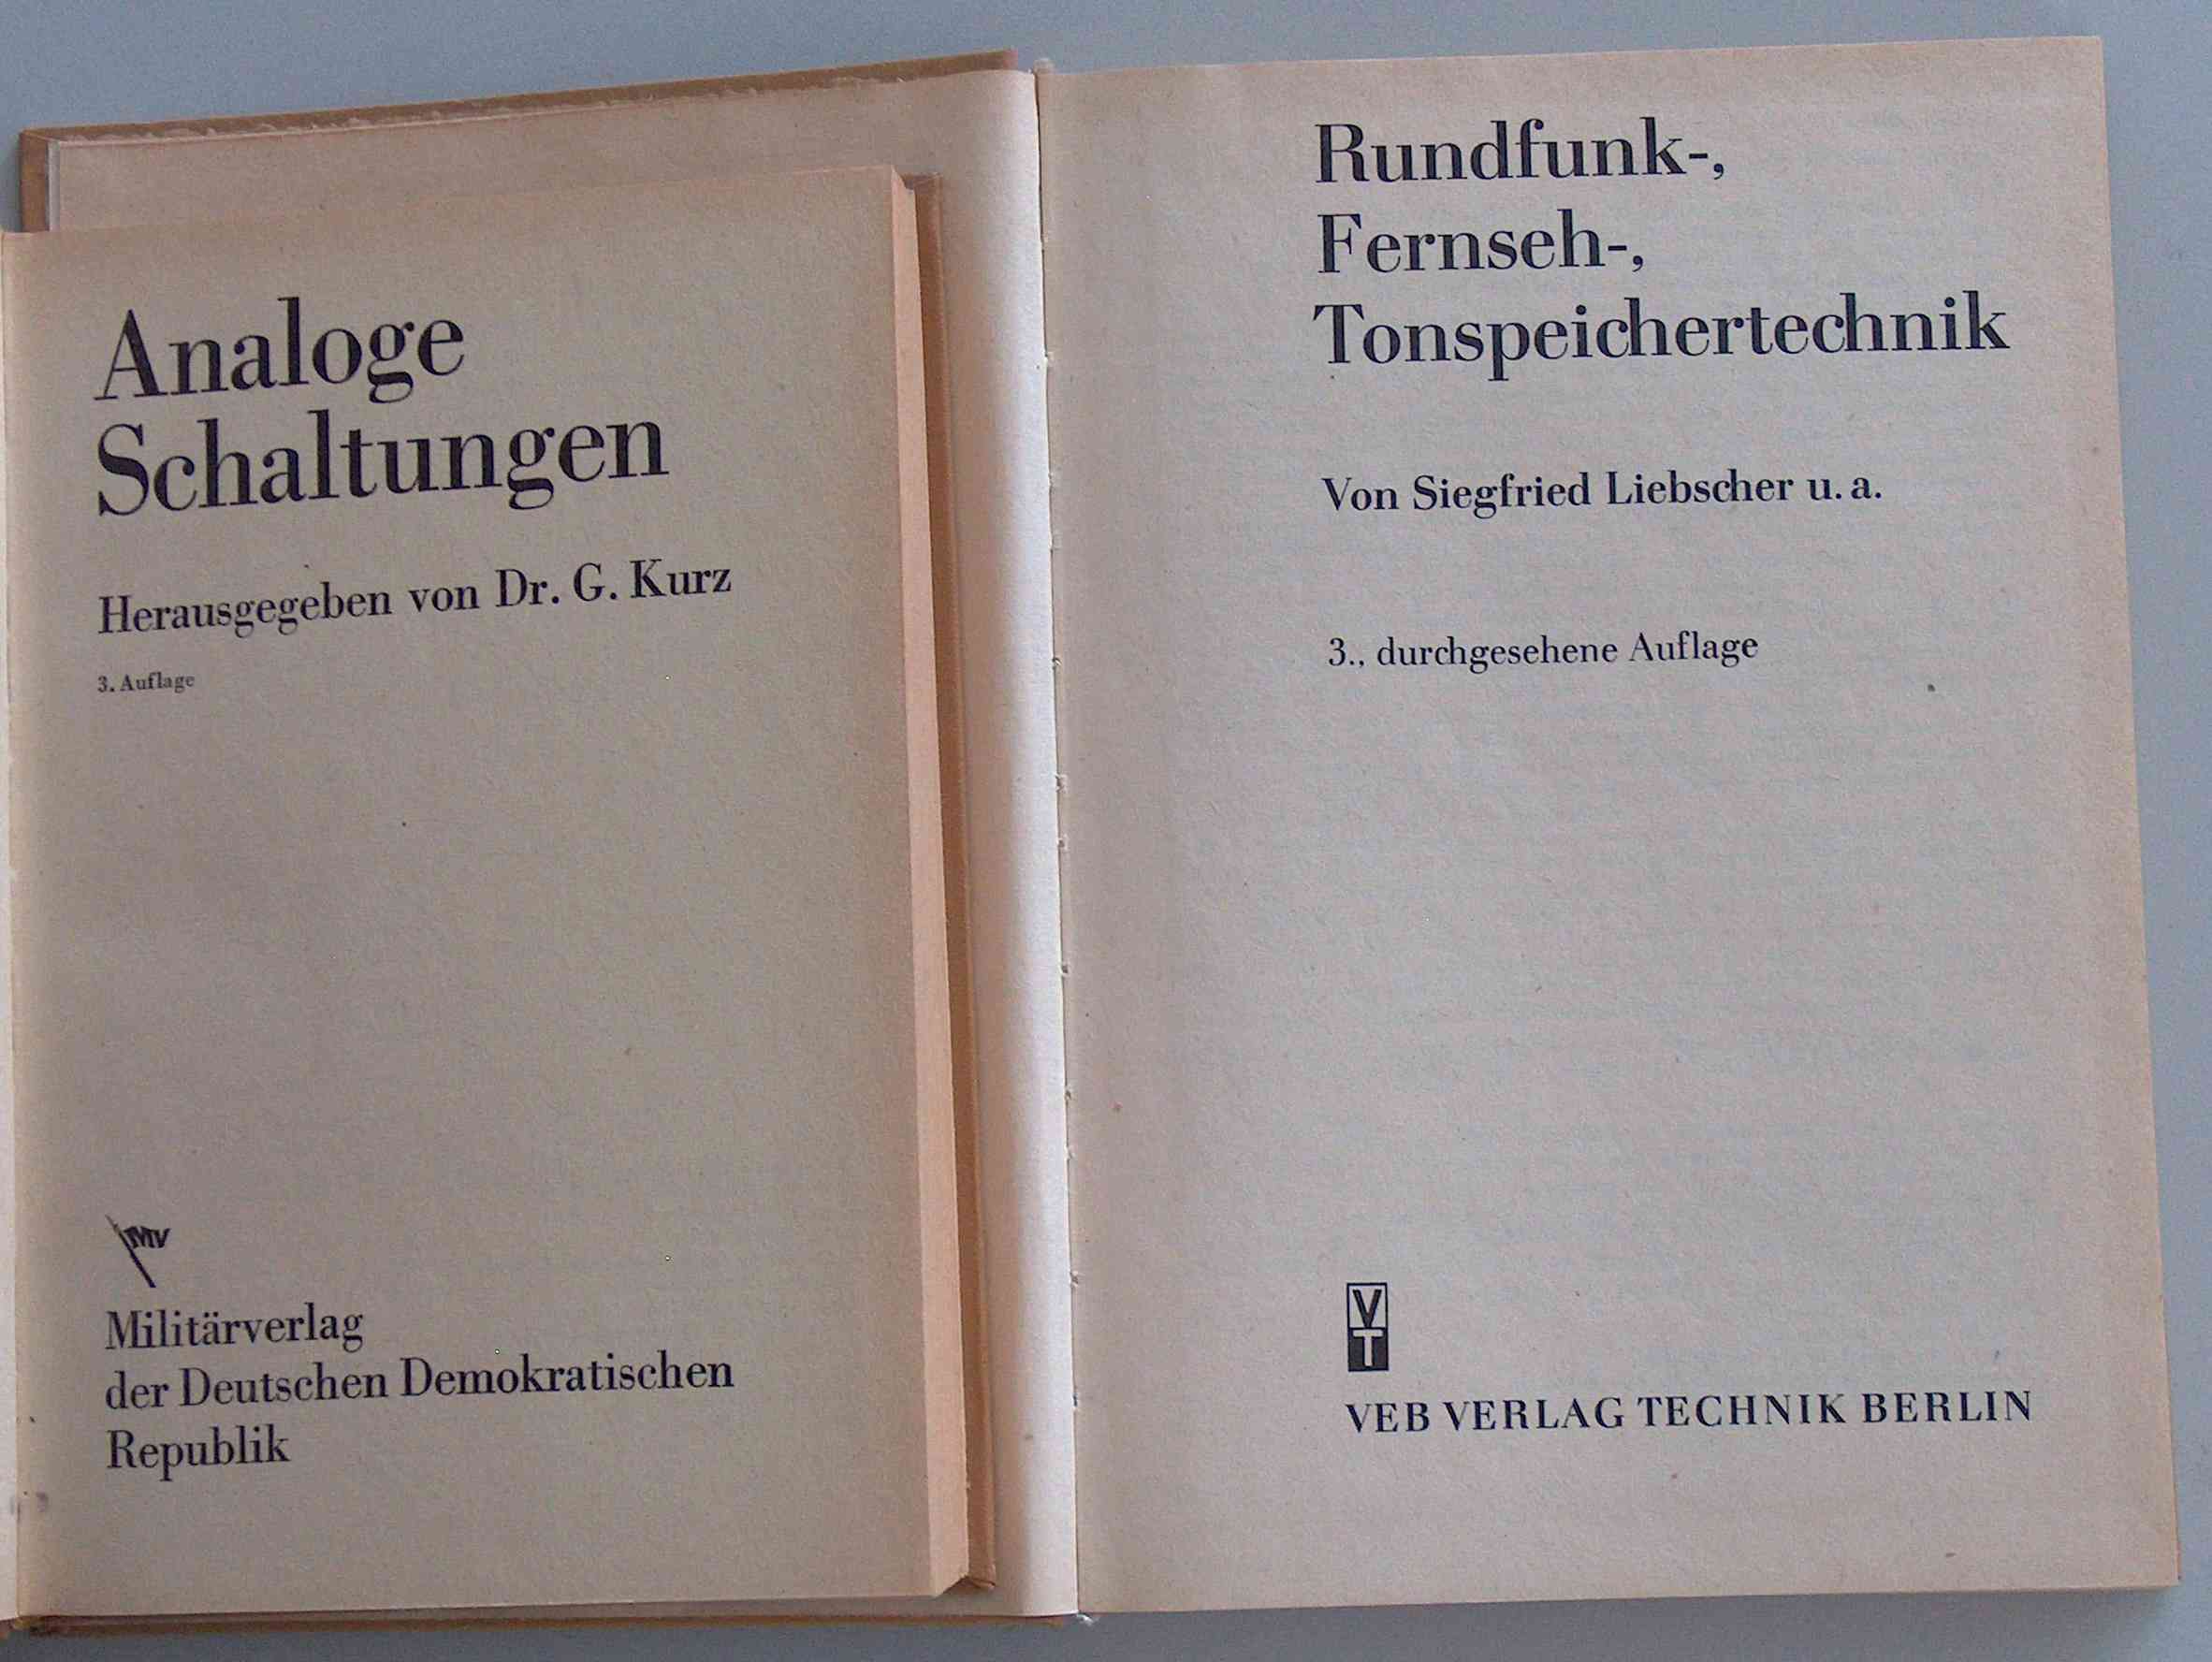 Analoge
Schaltungen
Herausgegeben von Dr. G. Kurz
3. Auflage
MV
Militärverlag
der Deutschen Demokratischen
Republik
Rundfunk-,
Fernseh-,
Tonspeichertechnik
Von Siegfried Liebscher u. a.
3., durchgesehene Auflage
V
T
VEB VERLAG TECHNIK BERLIN